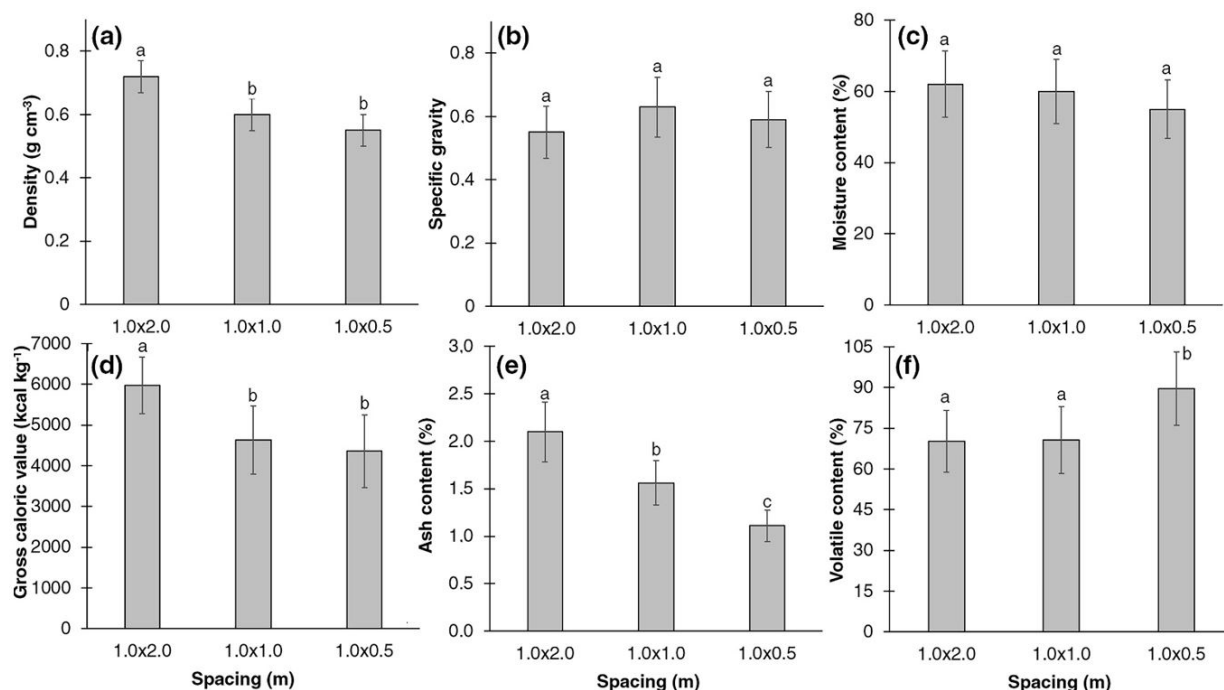 (a)
Density (g cm⁻³)
0.8
0.6
0.4
0.2
0
a
b
b
1.0x2.0
1.0x1.0
1.0x0.5
(b)
Specific gravity
0.8
0.6
0.4
0.2
0
a
a
a
1.0x2.0
1.0x1.0
1.0x0.5
(c)
Moisture content (%)
80
60
40
20
0
a
a
a
1.0x2.0
1.0x1.0
1.0x0.5
(d)
Gross caloric value (kcal kg⁻¹)
7000
6000
5000
4000
3000
2000
1000
0
a
b
b
1.0x2.0
1.0x1.0
1.0x0.5
Spacing (m)
(e)
Ash content (%)
3.0
2.5
2.0
1.5
1.0
0.5
0.0
a
b
c
1.0x2.0
1.0x1.0
1.0x0.5
Spacing (m)
(f)
Volatile content (%)
105
90
75
60
45
30
15
0
a
a
b
1.0x2.0
1.0x1.0
1.0x0.5
Spacing (m)